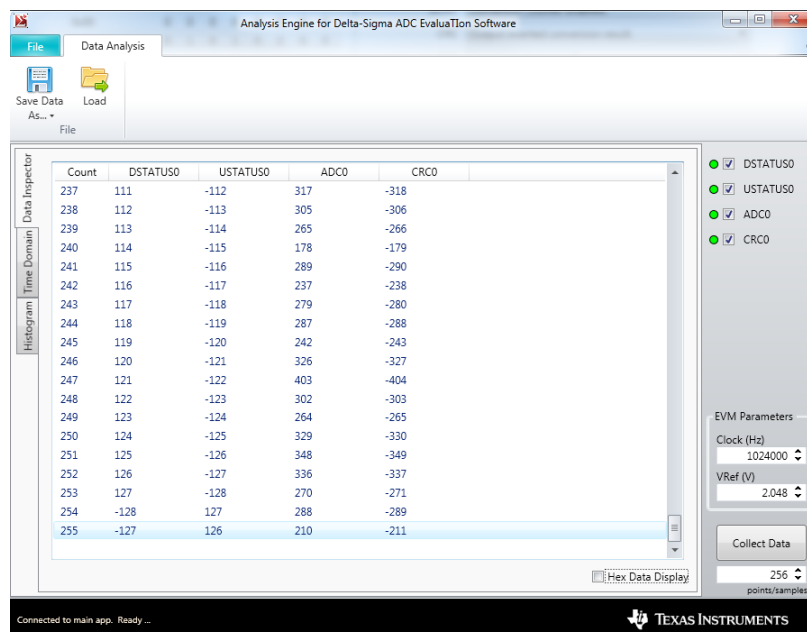 Analysis Engine for Delta-Sigma ADC EvaluaTIon Software
File
Data Analysis
Save Data As...
Load
File
Data Inspector
Time Domain
Histogram
Count DSTATUS0 USTATUS0 ADC0 CRC0
237 111 -112 317 -318
238 112 -113 305 -306
239 113 -114 265 -266
240 114 -115 178 -179
241 115 -116 289 -290
242 116 -117 237 -238
243 117 -118 279 -280
244 118 -119 287 -288
245 119 -120 242 -243
246 120 -121 326 -327
247 121 -122 403 -404
248 122 -123 302 -303
249 123 -124 264 -265
250 124 -125 329 -330
251 125 -126 348 -349
252 126 -127 336 -337
253 127 -128 270 -271
254 -128 127 288 -289
255 -127 126 210 -211
Hex Data Display
DSTATUS0
USTATUS0
ADC0
CRC0
EVM Parameters
Clock (Hz)
1024000
VRef (V)
2.048
Collect Data
256
points/samples
Connected to main app. Ready ...
TEXAS INSTRUMENTS